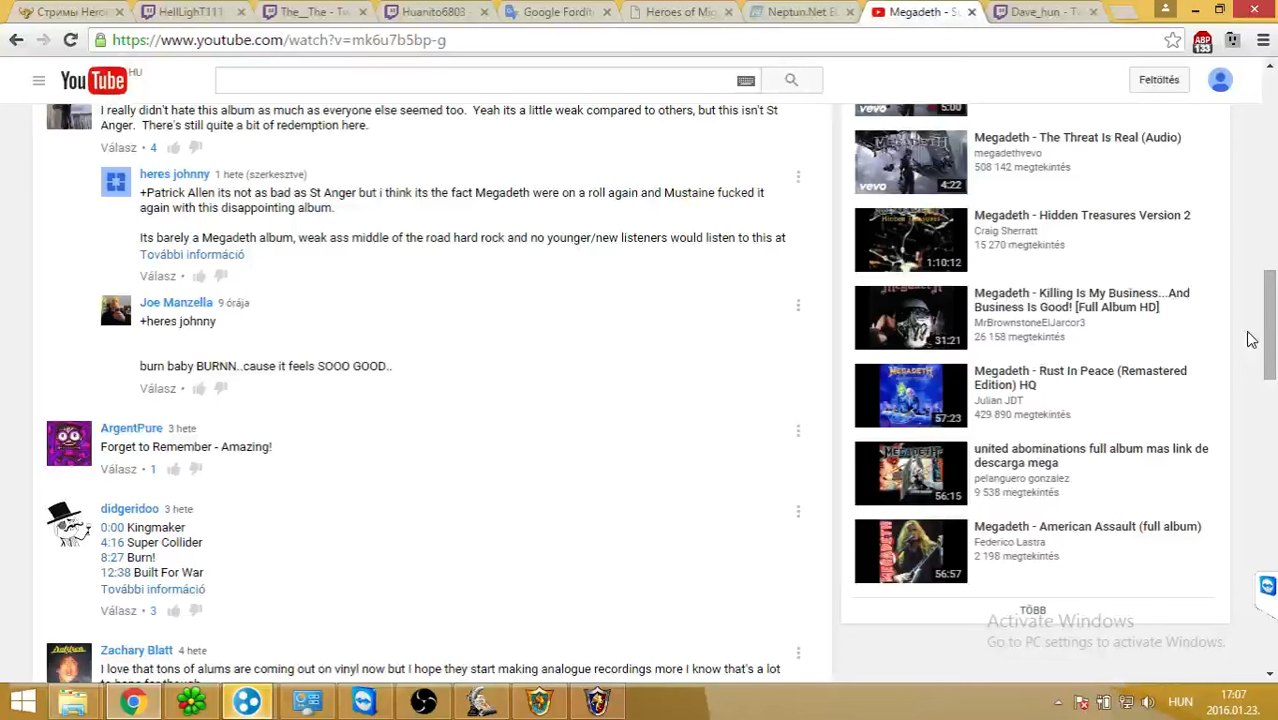 Стримы Heroe
HellLightT111
The__The - Tw
Huanito6803
Google Fordít
Heroes of Mig
Neptun.Net B
Megadeth - S
Dave_hun - Tw
https://www.youtube.com/watch?v=mk6u7b5bp-g
ABP
133
YouTube HU
Feltöltés
I really didn't hate this album as much as everyone else seemed too. Yeah its a little weak compared to others, but this isn't St
Anger. There's still quite a bit of redemption here.
Válasz • 4
heres johnny 1 hete (szerkesztve)
+Patrick Allen its not as bad as St Anger but i think its the fact Megadeth were on a roll again and Mustaine fucked it
again with this disappointing album.
Its barely a Megadeth album, weak ass middle of the road hard rock and no younger/new listeners would listen to this at
További információ
Válasz •
Joe Manzella 9 órája
+heres johnny
burn baby BURNN..cause it feels SOOO GOOD..
Válasz •
ArgentPure 3 hete
Forget to Remember - Amazing!
Válasz • 1
didgeridoo 3 hete
0:00 Kingmaker
4:16 Super Collider
8:27 Burn!
12:38 Built For War
További információ
Válasz • 3
Zachary Blatt 4 hete
I love that tons of alums are coming out on vinyl now but I hope they start making analogue recordings more I know that's a lot
vevo
5:00
Megadeth - The Threat Is Real (Audio)
megadethvevo
508 142 megtekintés
vevo
4:22
Megadeth - Hidden Treasures Version 2
Craig Sherratt
15 270 megtekintés
1:10:12
Megadeth - Killing Is My Business...And
Business Is Good! [Full Album HD]
MrBrownstoneElJarcor3
26 158 megtekintés
31:21
Megadeth - Rust In Peace (Remastered
Edition) HQ
Julian JDT
429 890 megtekintés
57:23
united abominations full album mas link de
descarga mega
pelanguero gonzalez
9 538 megtekintés
56:15
Megadeth - American Assault (full album)
Federico Lastra
2 198 megtekintés
56:57
TÖBB
Activate Windows
Go to PC settings to activate Windows.
HUN
17:07
2016.01.23.